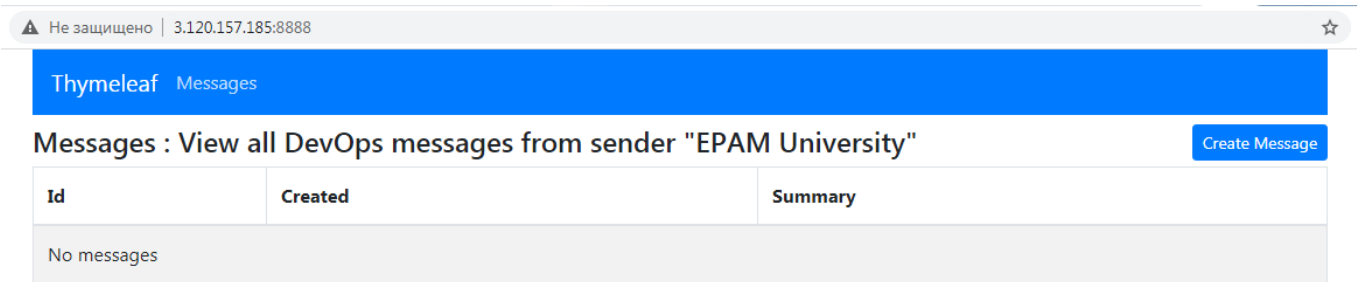 Не защищено | 3.120.157.185:8888
Thymeleaf Messages
Messages : View all DevOps messages from sender "EPAM University" Create Message
Id Created Summary
No messages